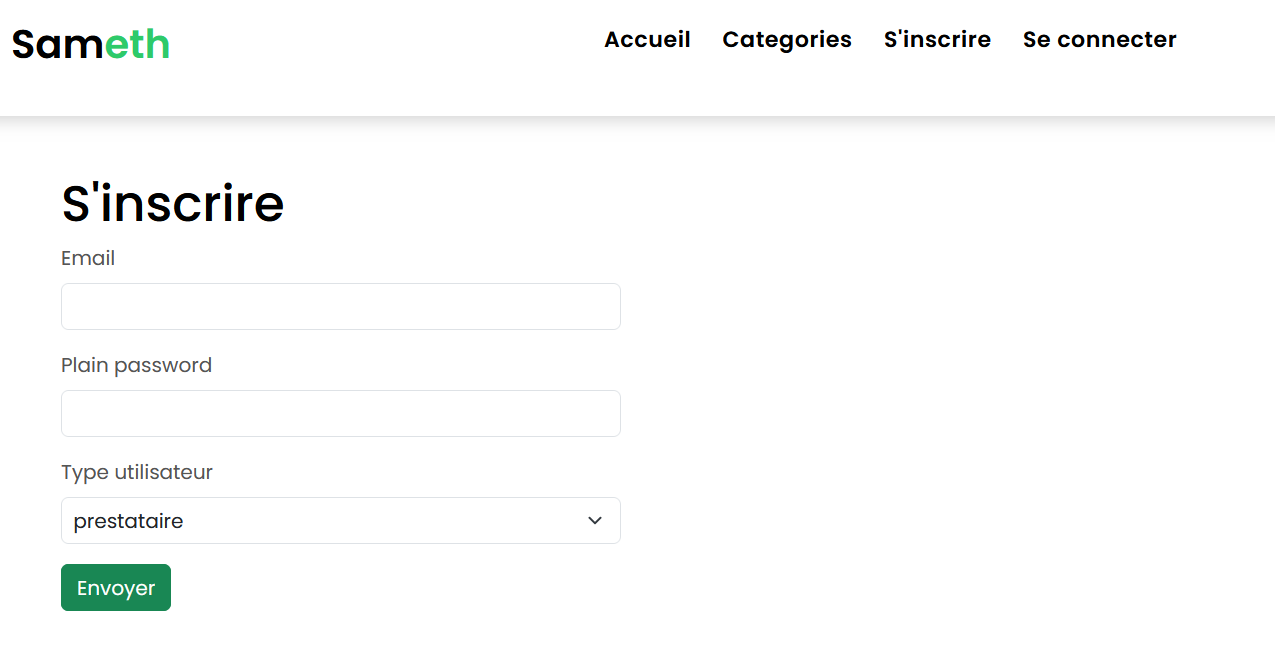 Sameth
Accueil Categories S'inscrire Se connecter
S'inscrire
Email
Plain password
Type utilisateur
prestataire
Envoyer